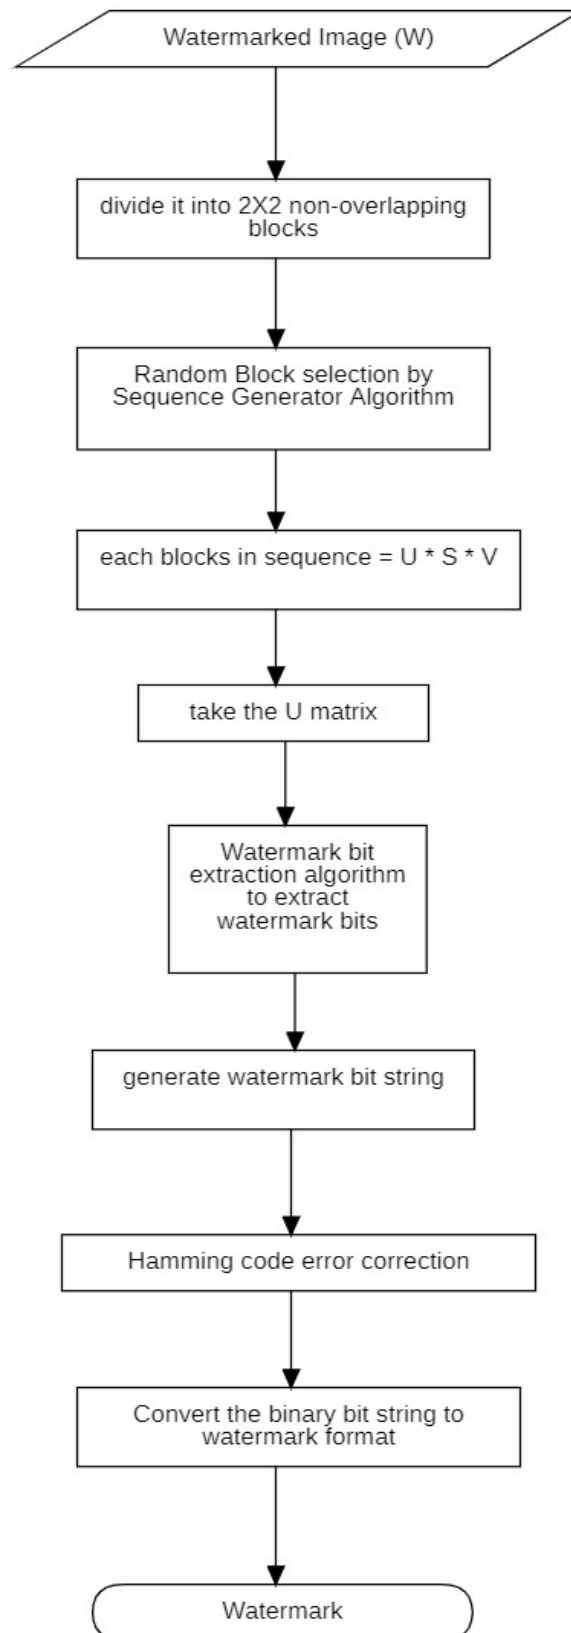 Watermarked Image (W)
divide it into 2X2 non-overlapping
blocks
Random Block selection by
Sequence Generator Algorithm
each blocks in sequence = U * S * V
take the U matrix
Watermark bit
extraction algorithm
to extract
watermark bits
generate watermark bit string
Hamming code error correction
Convert the binary bit string to
watermark format
Watermark